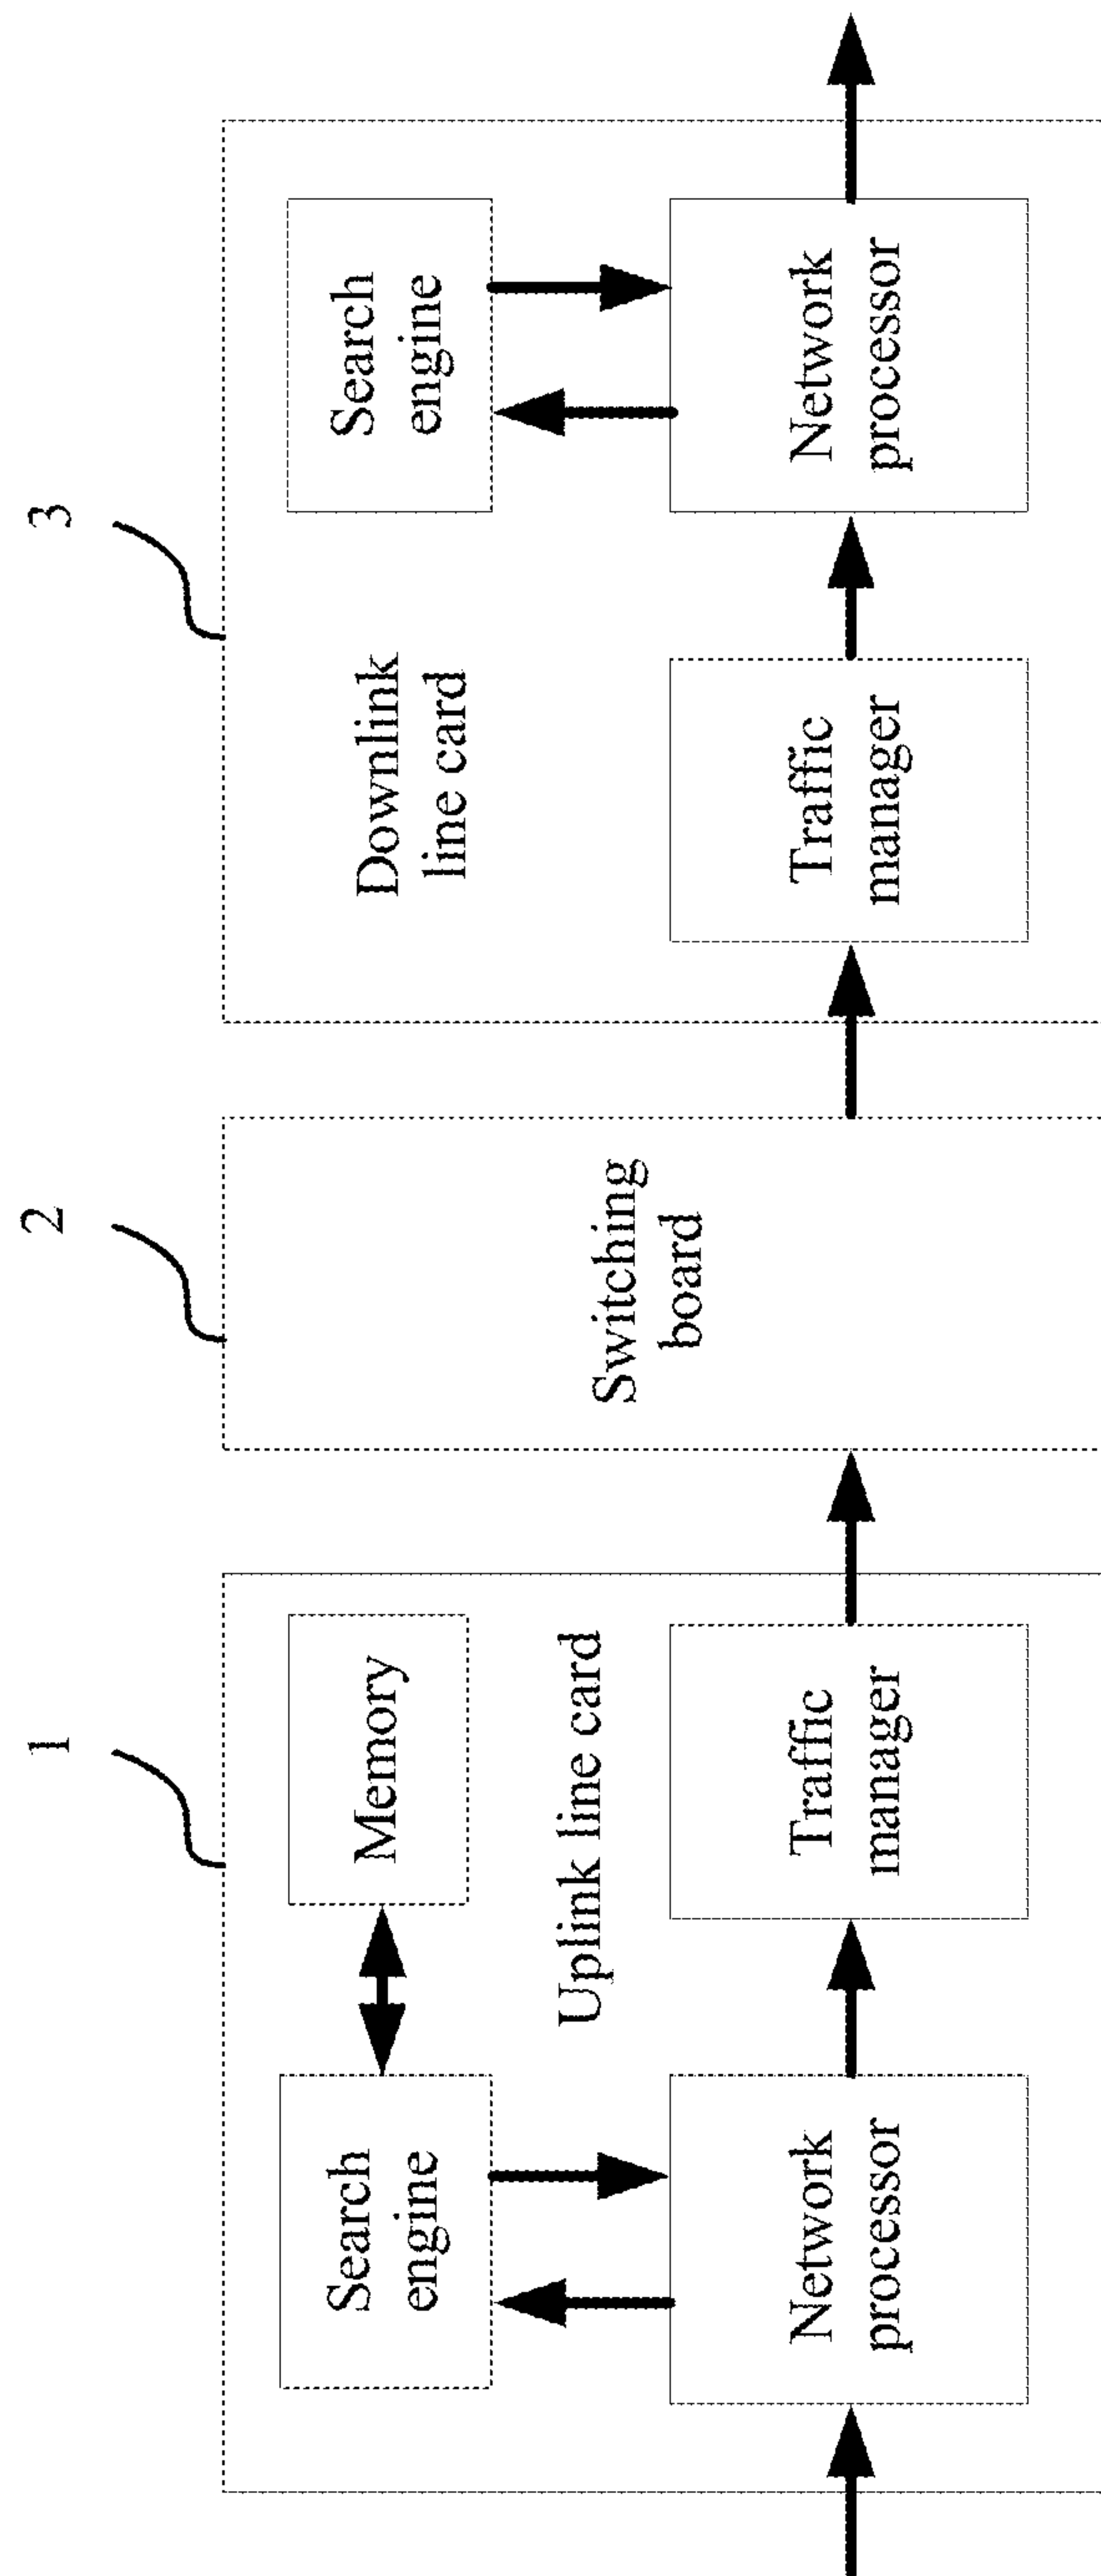 1
2
3
Search
engine
Memory
Uplink line card
Network
processor
Traffic
manager
Switching
board
Downlink
line card
Search
engine
Traffic
manager
Network
processor